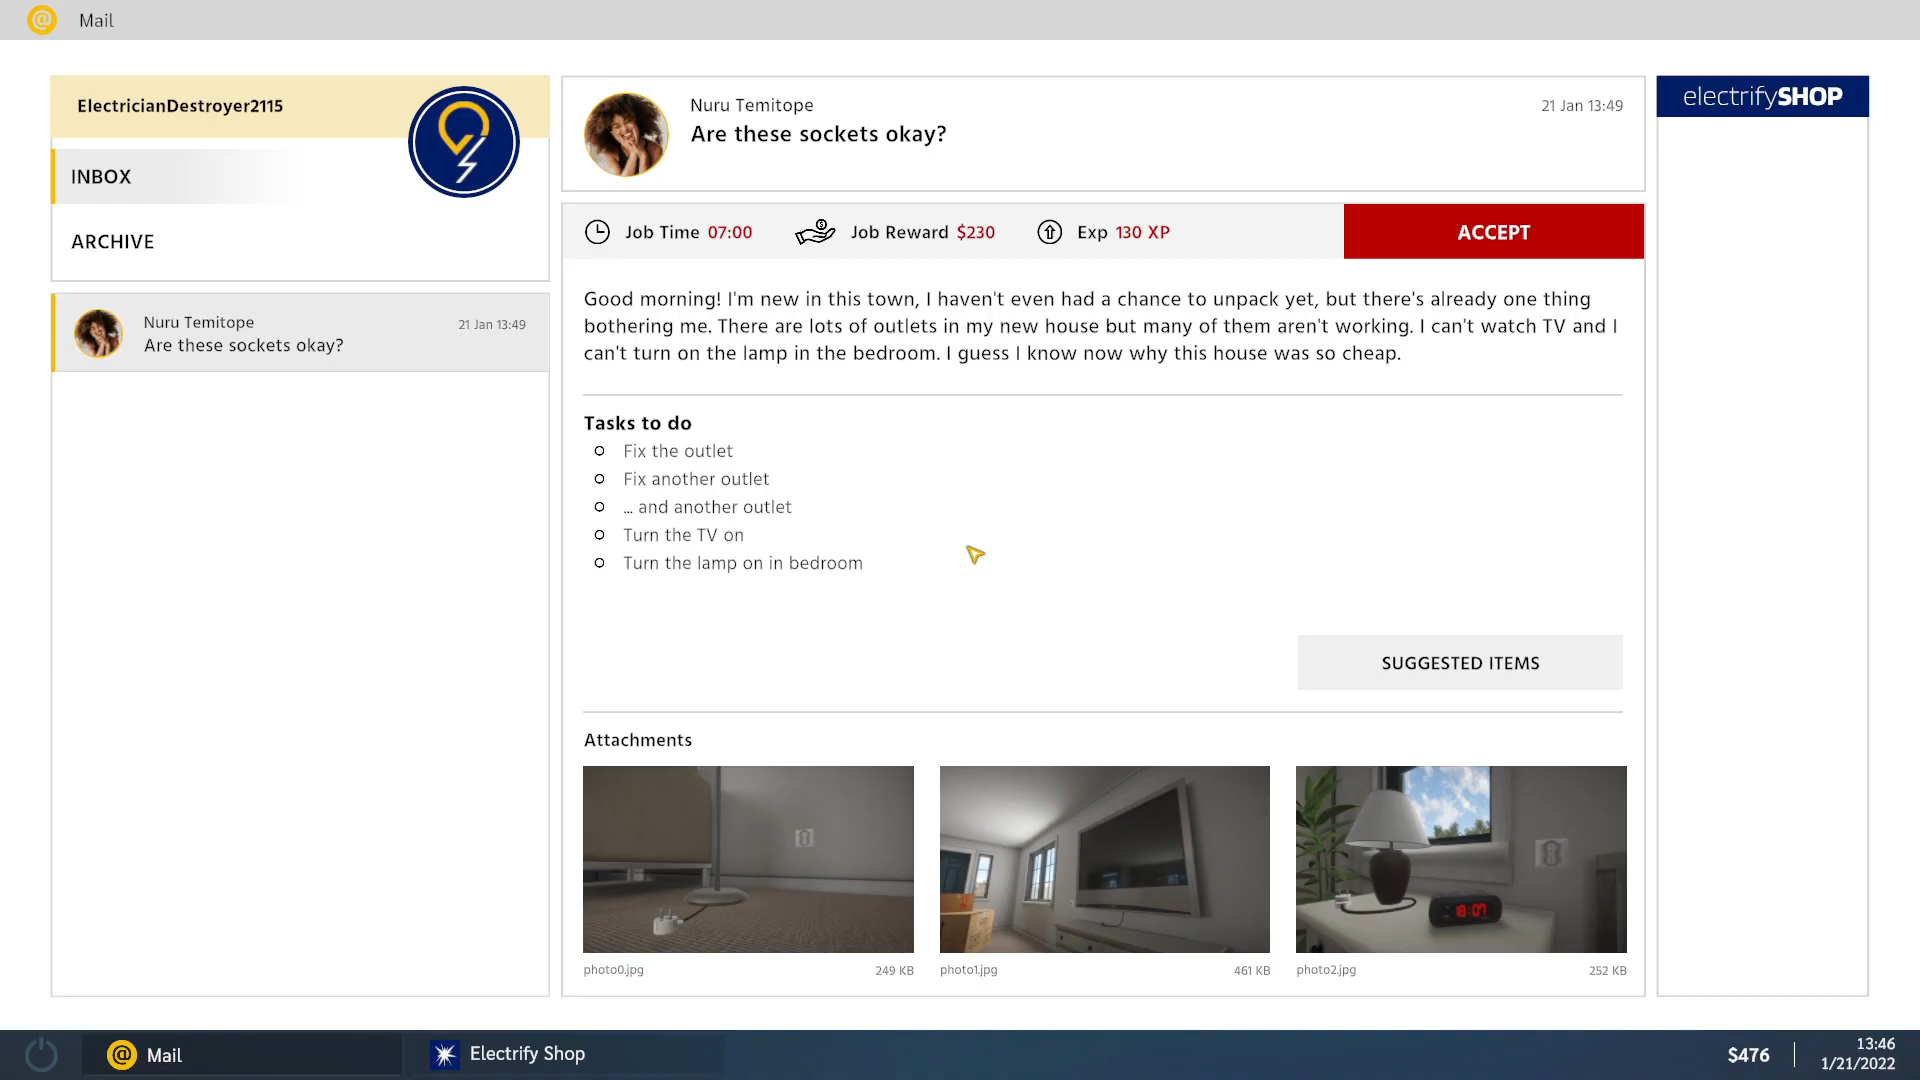 Mail
ElectricianDestroyer2115
INBOX
ARCHIVE
Nuru Temitope
21 Jan 13:49
Are these sockets okay?
Nuru Temitope
21 Jan 13:49
Are these sockets okay?
Job Time 07:00
Job Reward $230
Exp 130 XP
ACCEPT
Good morning! I'm new in this town, I haven't even had a chance to unpack yet, but there's already one thing
bothering me. There are lots of outlets in my new house but many of them aren't working. I can't watch TV and I
can't turn on the lamp in the bedroom. I guess I know now why this house was so cheap.
Tasks to do
Fix the outlet
Fix another outlet
... and another outlet
Turn the TV on
Turn the lamp on in bedroom
SUGGESTED ITEMS
Attachments
18:07
photo0.jpg
249 KB
photo1.jpg
461 KB
photo2.jpg
252 KB
electrifySHOP
Mail
Electrify Shop
$476
13:46
1/21/2022